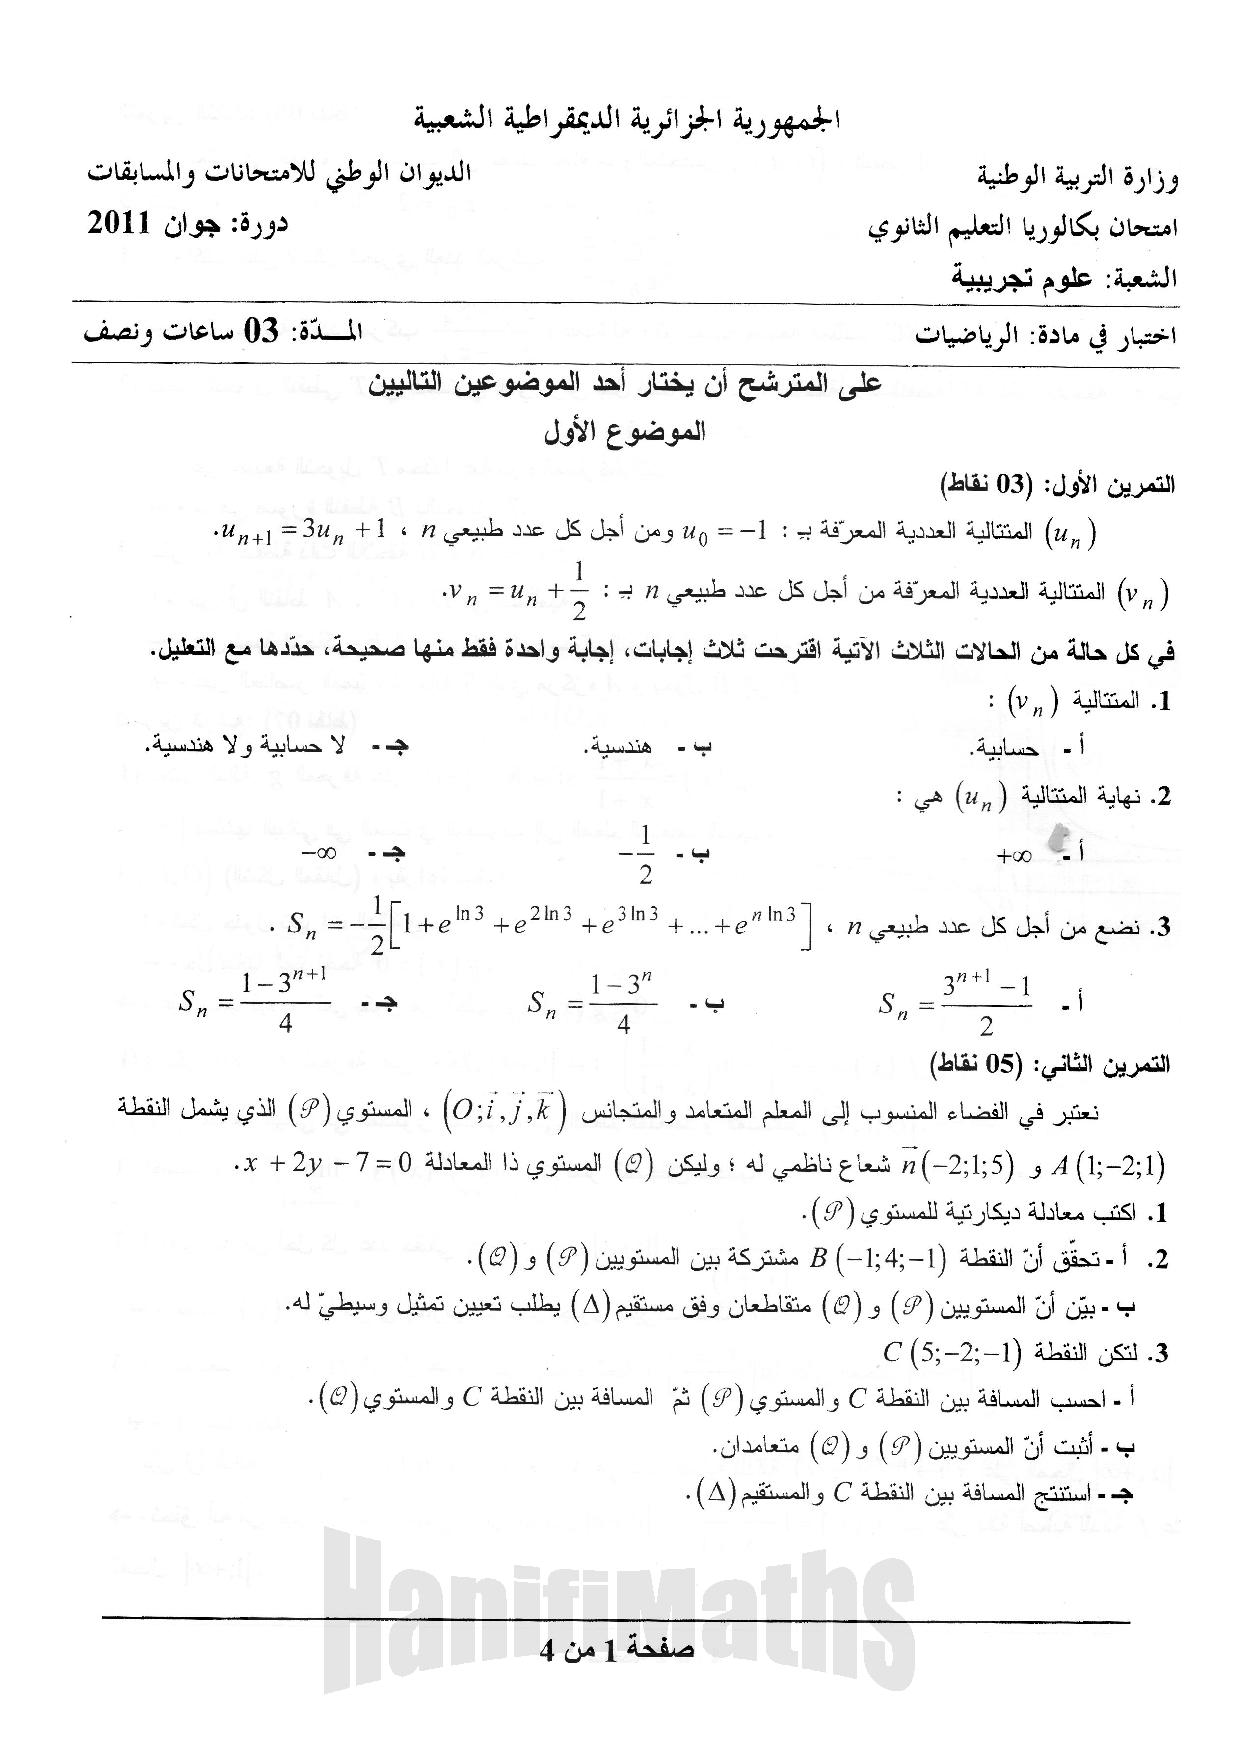 الجمهورية الجزائرية الديمقراطية الشعبية
وزارة التربية الوطنية الديوان الوطني للامتحانات والمسابقات
امتحان بكالوريا التعليم الثانوي دورة: جوان 2011
الشعبة: علوم تجريبية
اختبار في مادة: الرياضيات المـــدّة: 03 ساعات ونصف
على المترشح أن يختار أحد الموضوعين التاليين
الموضوع الأول
التمرين الأول: (03 نقاط)
(u_n) المتتالية العددية المعرّفة بـ : u_0 = −1 ومن أجل كل عدد طبيعي n ، u_{n+1} = 3u_n + 1.
(v_n) المتتالية العددية المعرّفة من أجل كل عدد طبيعي n بـ : v_n = u_n + 1/2.
في كل حالة من الحالات الثلاث الآتية اقترحت ثلاث إجابات، إجابة واحدة فقط منها صحيحة، حدّدها مع التعليل.
1. المتتالية (v_n) :
أ - حسابية. ب - هندسية. جـ - لا حسابية ولا هندسية.
2. نهاية المتتالية (u_n) هي :
أ - +∞ ب - −1/2 جـ - −∞
3. نضع من أجل كل عدد طبيعي n ، S_n = −1/2[1 + e^{ln3} + e^{2ln3} + e^{3ln3} + ... + e^{n ln3}] .
أ - S_n = (3^{n+1} − 1)/2 ب - S_n = (1 − 3^n)/4 جـ - S_n = (1 − 3^{n+1})/4
التمرين الثاني: (05 نقاط)
نعتبر في الفضاء المنسوب إلى المعلم المتعامد والمتجانس (O; i, j, k) ، المستوي (P) الذي يشمل النقطة
A(1;−2;1) و n(−2;1;5) شعاع ناظمي له ؛ وليكن (Q) المستوي ذا المعادلة x + 2y − 7 = 0.
1. اكتب معادلة ديكارتية للمستوي (P).
2. أ - تحقّق أنّ النقطة B(−1;4;−1) مشتركة بين المستويين (P) و (Q).
ب - بيّن أنّ المستويين (P) و (Q) متقاطعان وفق مستقيم (Δ) يطلب تعيين تمثيل وسيطيّ له.
3. لتكن النقطة C(5;−2;−1)
أ - احسب المسافة بين النقطة C والمستوي (P) ثمّ المسافة بين النقطة C والمستوي (Q).
ب - أثبت أنّ المستويين (P) و (Q) متعامدان.
جـ - استنتج المسافة بين النقطة C والمستقيم (Δ).
HanifiMaths
صفحة 1 من 4